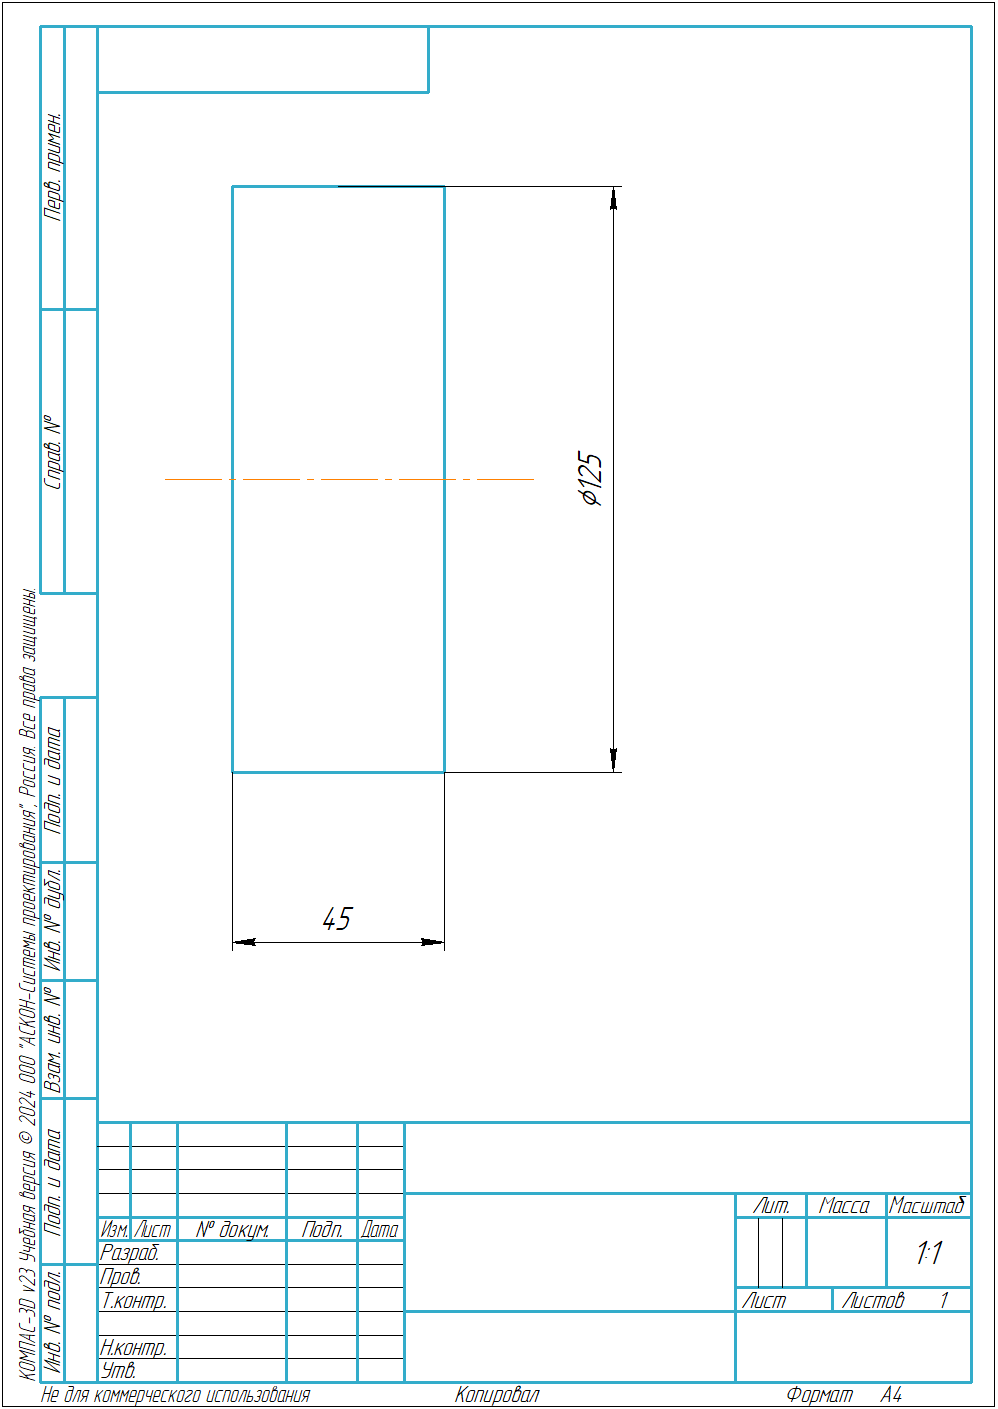 Перв. примен.
Справ. №
Подп. и дата
Инв. № дубл.
Взам. инв. №
Подп. и дата
Инв. № подл.
КОМПАС-3D v23 Учебная версия © 2024 ООО "АСКОН-Системы проектирования", Россия. Все права защищены.
ϕ125
45
Лит. Масса Масштаб
Изм. Лист № докум. Подп. Дата
1:1
Разраб.
Пров.
Т.контр.
Лист Листов 1
Н.контр.
Утв.
Не для коммерческого использования Копировал Формат А4